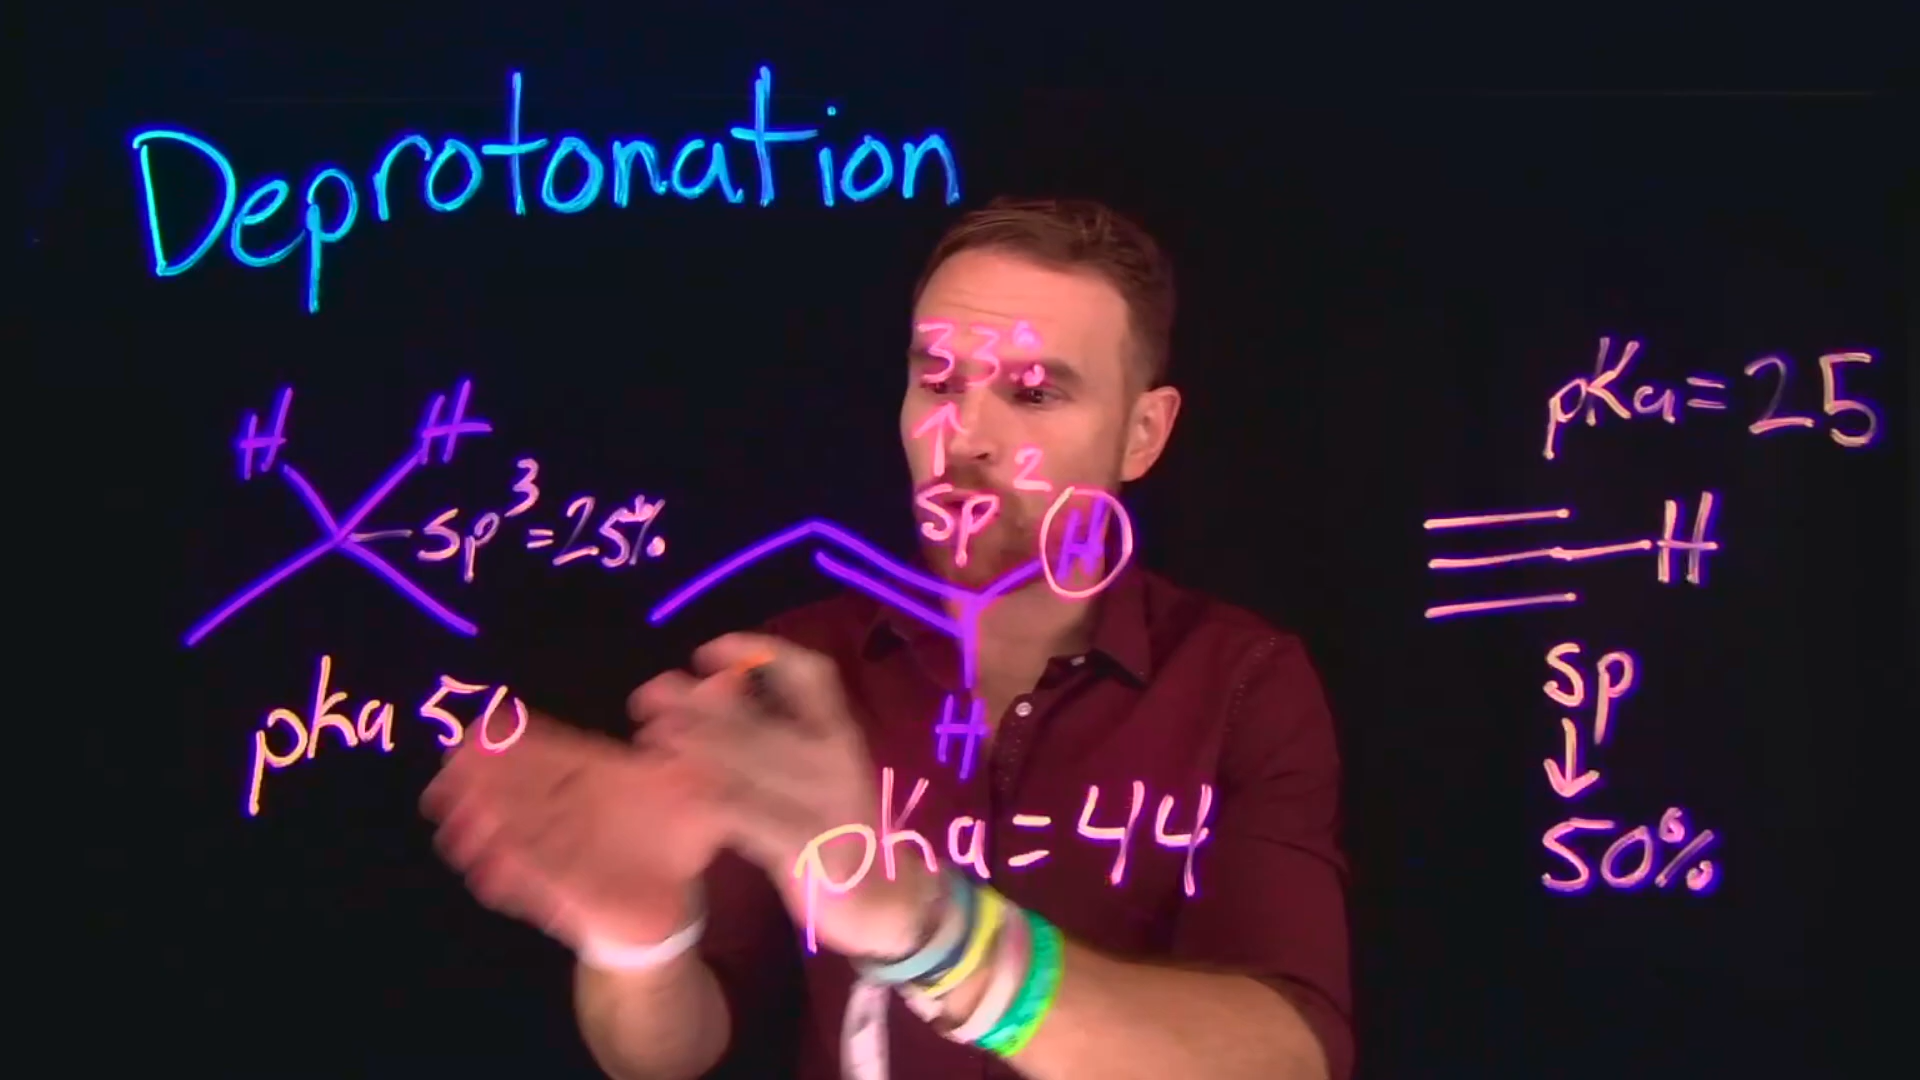 Deprotonation
H H
sp³ = 25%
pka 50
33%
↑
sp²
H
H
pKa = 44
pKa = 25
H
sp
↓
50%